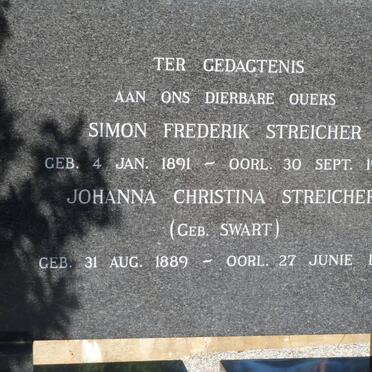 TER GEDAGTENIS
AAN ONS DIERBARE OUERS
SIMON FREDERIK STREICHER
GEB. 4 JAN. 1891 ~ OORL. 30 SEPT.
JOHANNA CHRISTINA STREICHER
(GEB. SWART)
GEB. 31 AUG. 1889 ~ OORL. 27 JUNIE